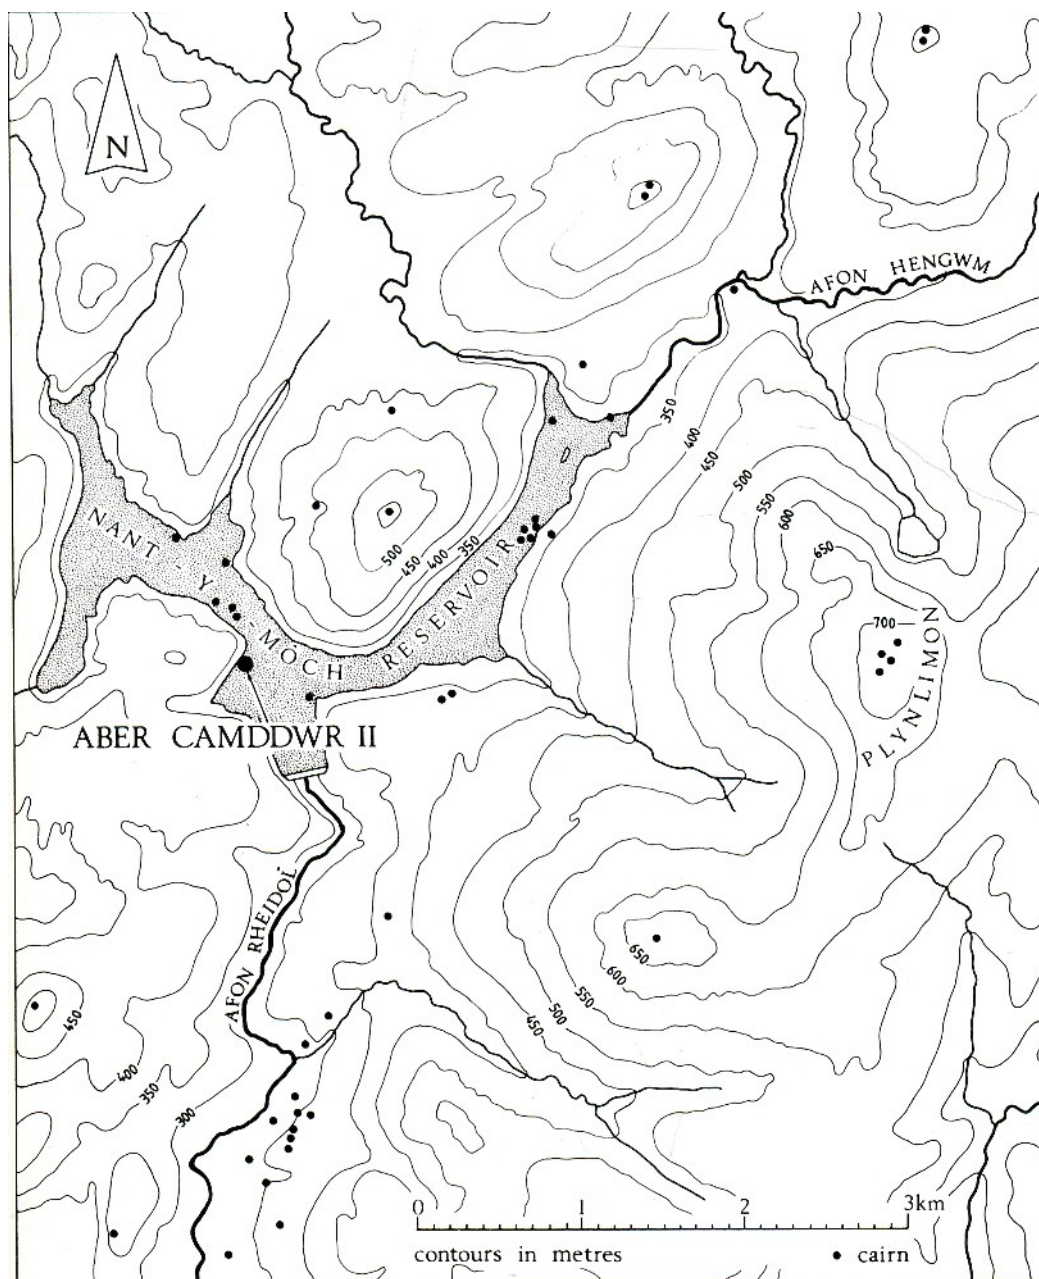 N
AFON HENGWM
350
400
450
500
550
600
650
700
PLYNLIMON
500
450
400
350
NANT-Y-MOCH RESERVOIR
ABER CAMDDWR II
AFON RHEIDOL
650
600
550
500
450
450
400
350
300
0 1 2 3km
contours in metres
cairn